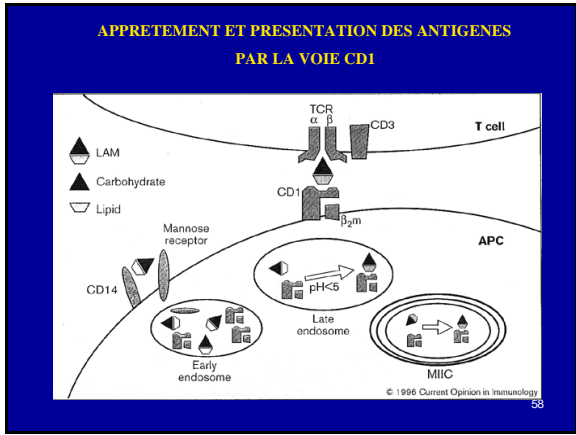 APPRETEMENT ET PRESENTATION DES ANTIGENES
PAR LA VOIE CD1
TCR
α β
CD3
T cell
LAM
Carbohydrate
Lipid
CD1
β2m
Mannose
receptor
APC
CD14
pH<5
Late
endosome
Early
endosome
MIIC
© 1996 Current Opinion in Immunology
58